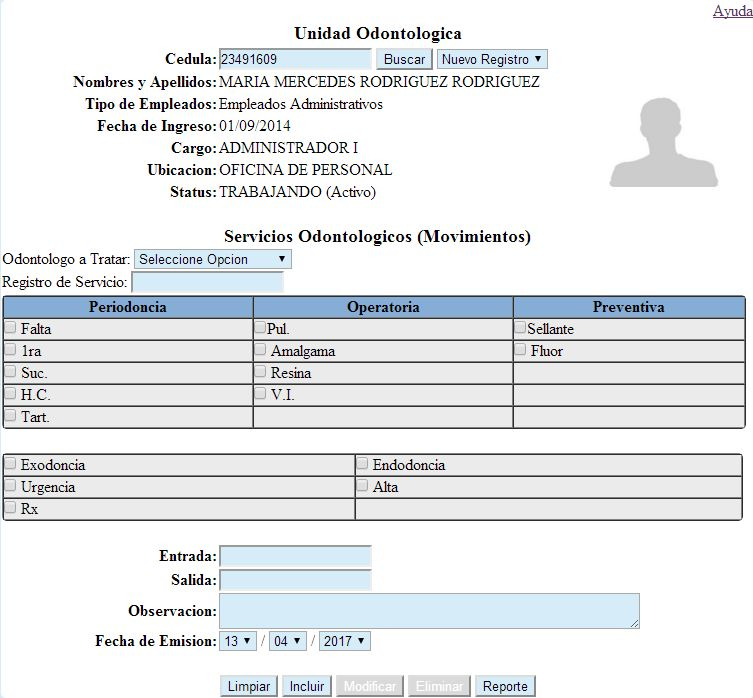 Ayuda
Unidad Odontologica
Cedula: 23491609 Buscar Nuevo Registro
Nombres y Apellidos: MARIA MERCEDES RODRIGUEZ RODRIGUEZ
Tipo de Empleados: Empleados Administrativos
Fecha de Ingreso: 01/09/2014
Cargo: ADMINISTRADOR I
Ubicacion: OFICINA DE PERSONAL
Status: TRABAJANDO (Activo)
Servicios Odontologicos (Movimientos)
Odontologo a Tratar: Seleccione Opcion
Registro de Servicio:
Periodoncia Operatoria Preventiva
Falta Pul. Sellante
1ra Amalgama Fluor
Suc. Resina
H.C. V.I.
Tart.
Exodoncia Endodoncia
Urgencia Alta
Rx
Entrada:
Salida:
Observacion:
Fecha de Emision: 13 / 04 / 2017
Limpiar Incluir Modificar Eliminar Reporte